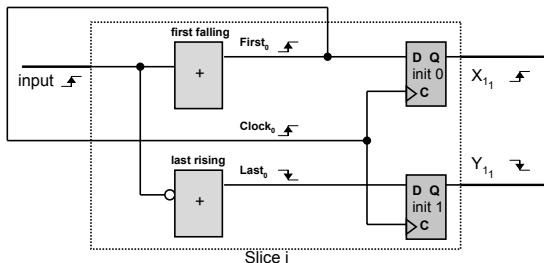 first falling
First₀
D Q
init 0
C
+
input
X₁₁
Clock₀
last rising
Y₁₁
Last₀
D Q
init 1
C
+
Slice i